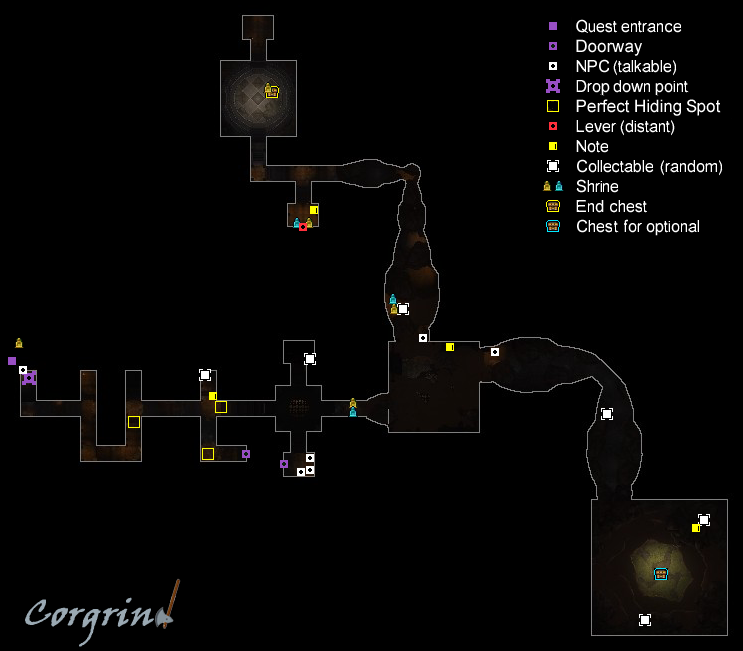 Quest entrance
Doorway
NPC (talkable)
Drop down point
Perfect Hiding Spot
Lever (distant)
Note
Collectable (random)
Shrine
End chest
Chest for optional
Corgrind